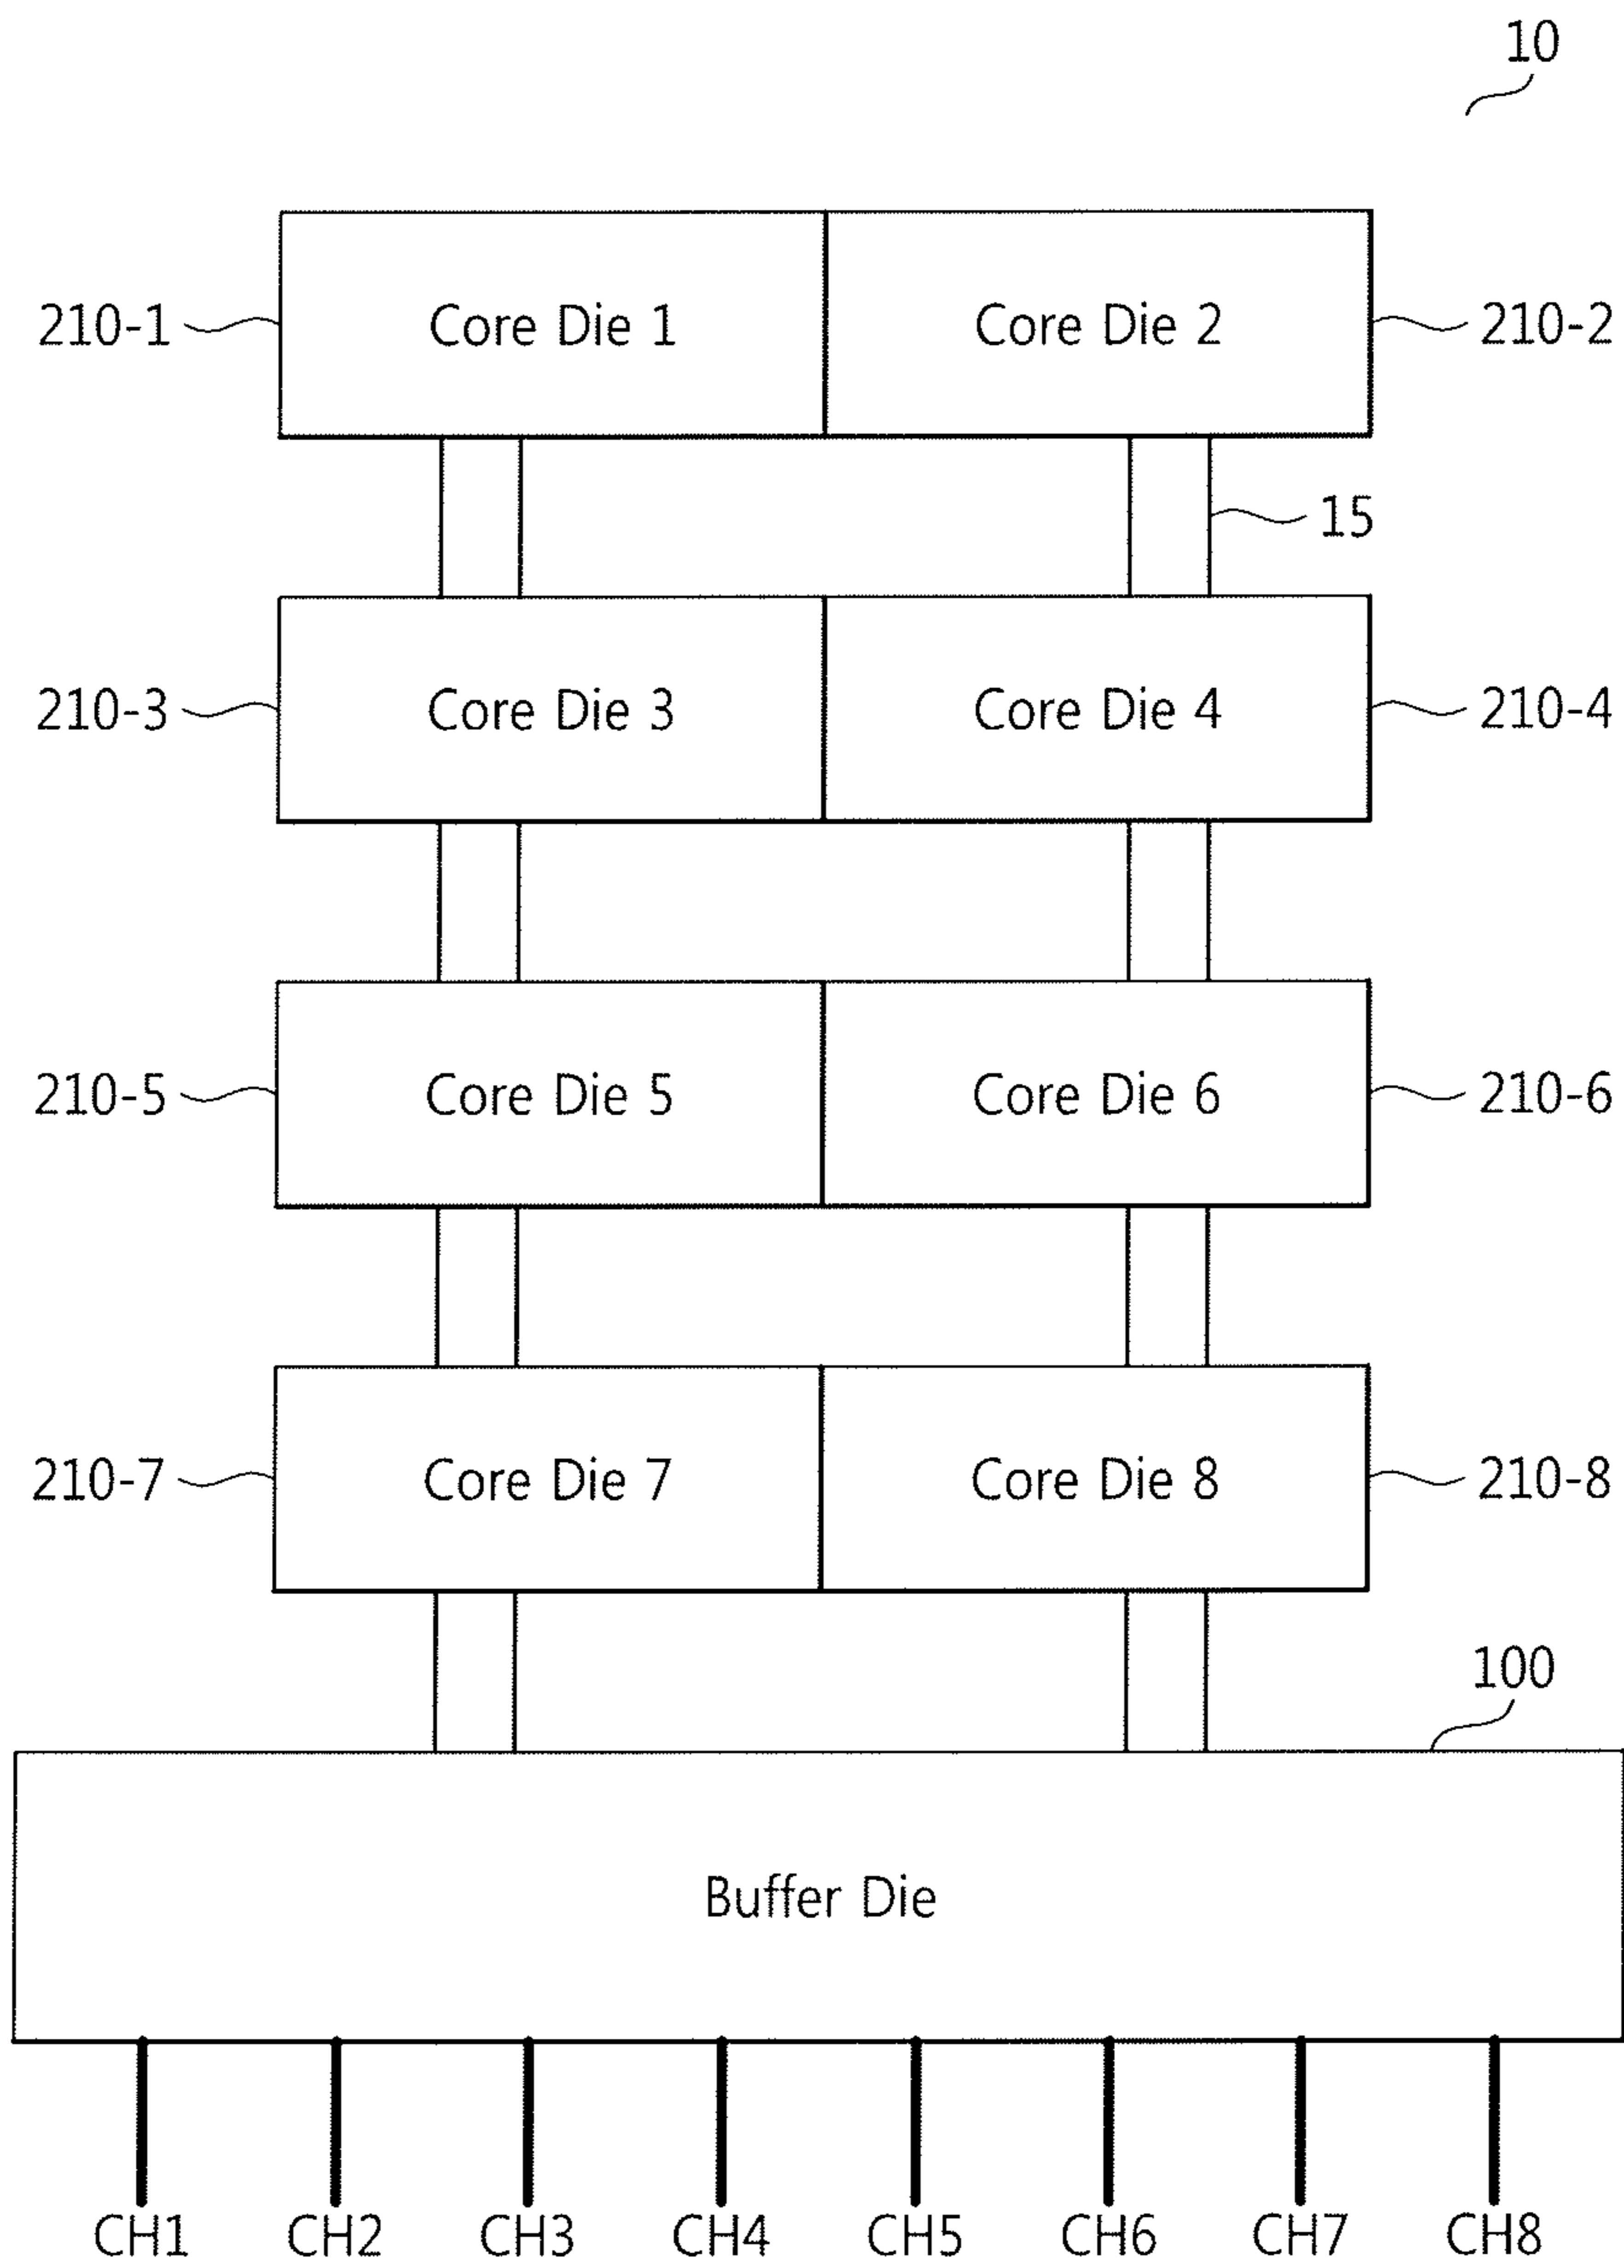 10
210-1 Core Die 1 Core Die 2 210-2
15
210-3 Core Die 3 Core Die 4 210-4
210-5 Core Die 5 Core Die 6 210-6
210-7 Core Die 7 Core Die 8 210-8
100
Buffer Die
CH1 CH2 CH3 CH4 CH5 CH6 CH7 CH8